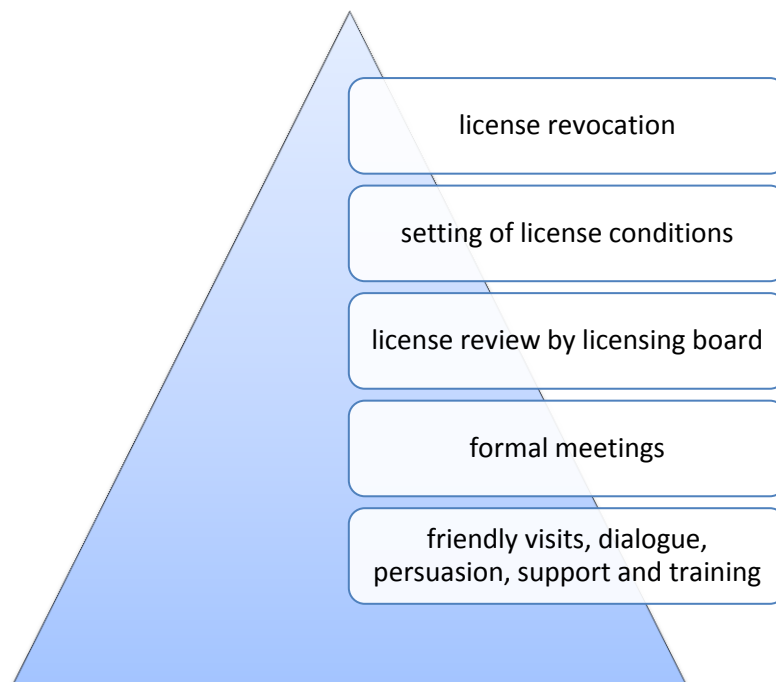 license revocation
setting of license conditions
license review by licensing board
formal meetings
friendly visits, dialogue,
persuasion, support and training